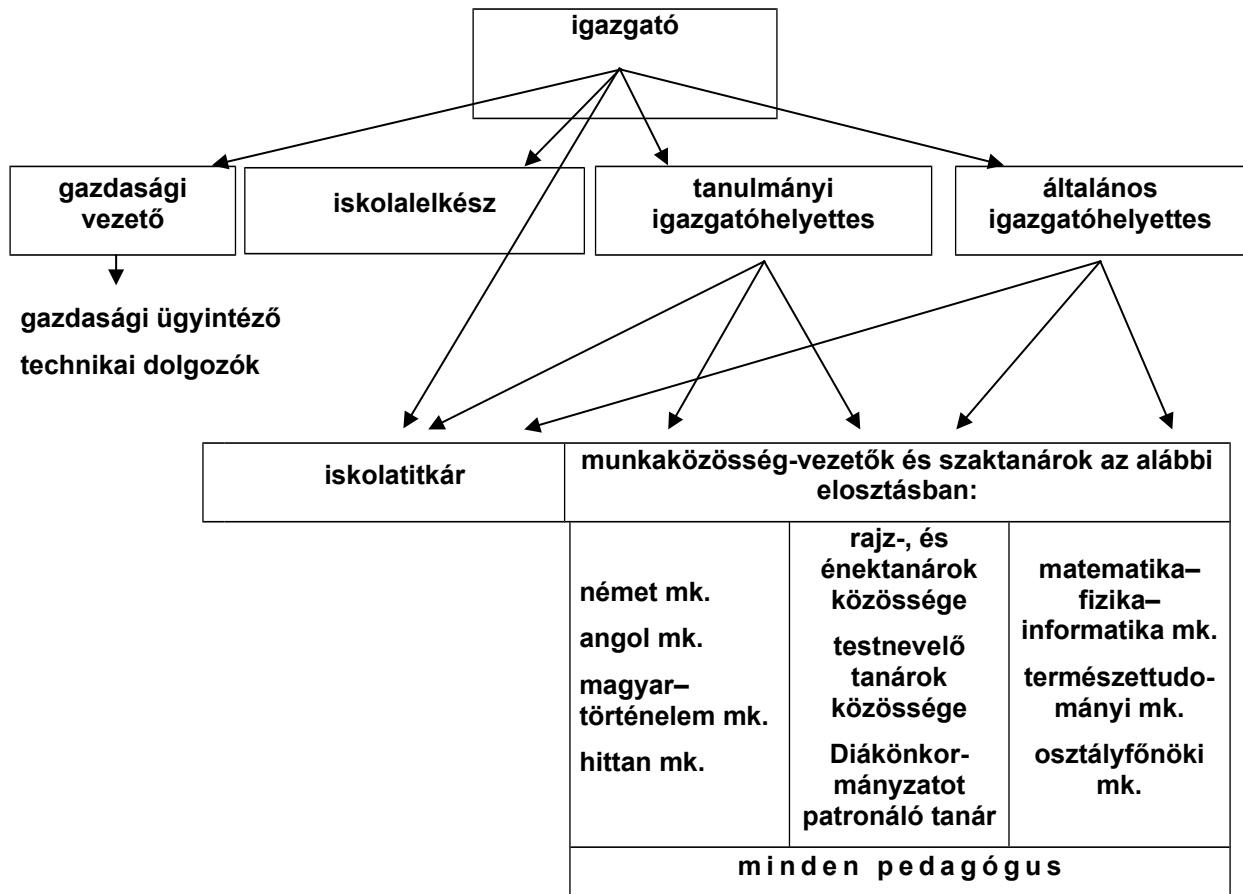 igazgató
gazdasági
vezető
iskolalelkész
tanulmányi
igazgatóhelyettes
általános
igazgatóhelyettes
gazdasági ügyintéző
technikai dolgozók
iskolatitkár
munkaközösség-vezetők és szaktanárok az alábbi
elosztásban:
német mk.
angol mk.
magyar–
történelem mk.
hittan mk.
rajz-, és
énektanárok
közössége
testnevelő
tanárok
közössége
Diákönkor-
mányzatot
patronáló tanár
matematika–
fizika–
informatika mk.
természettudo-
mányi mk.
osztályfőnöki
mk.
minden pedagógus